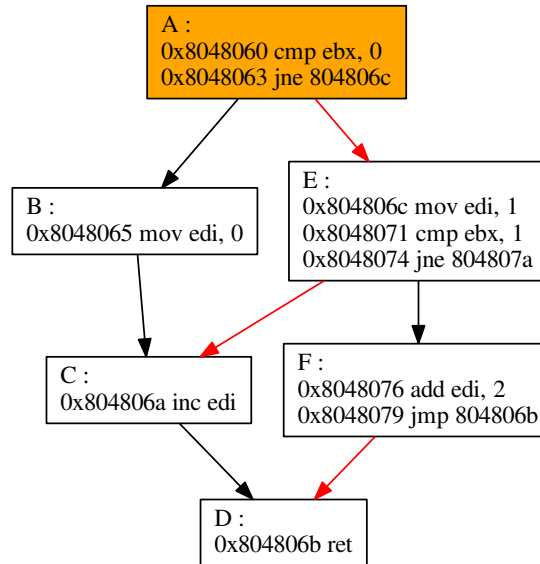 A :
0x8048060 cmp ebx, 0
0x8048063 jne 804806c
B :
0x8048065 mov edi, 0
E :
0x804806c mov edi, 1
0x8048071 cmp ebx, 1
0x8048074 jne 804807a
C :
0x804806a inc edi
F :
0x8048076 add edi, 2
0x8048079 jmp 804806b
D :
0x804806b ret